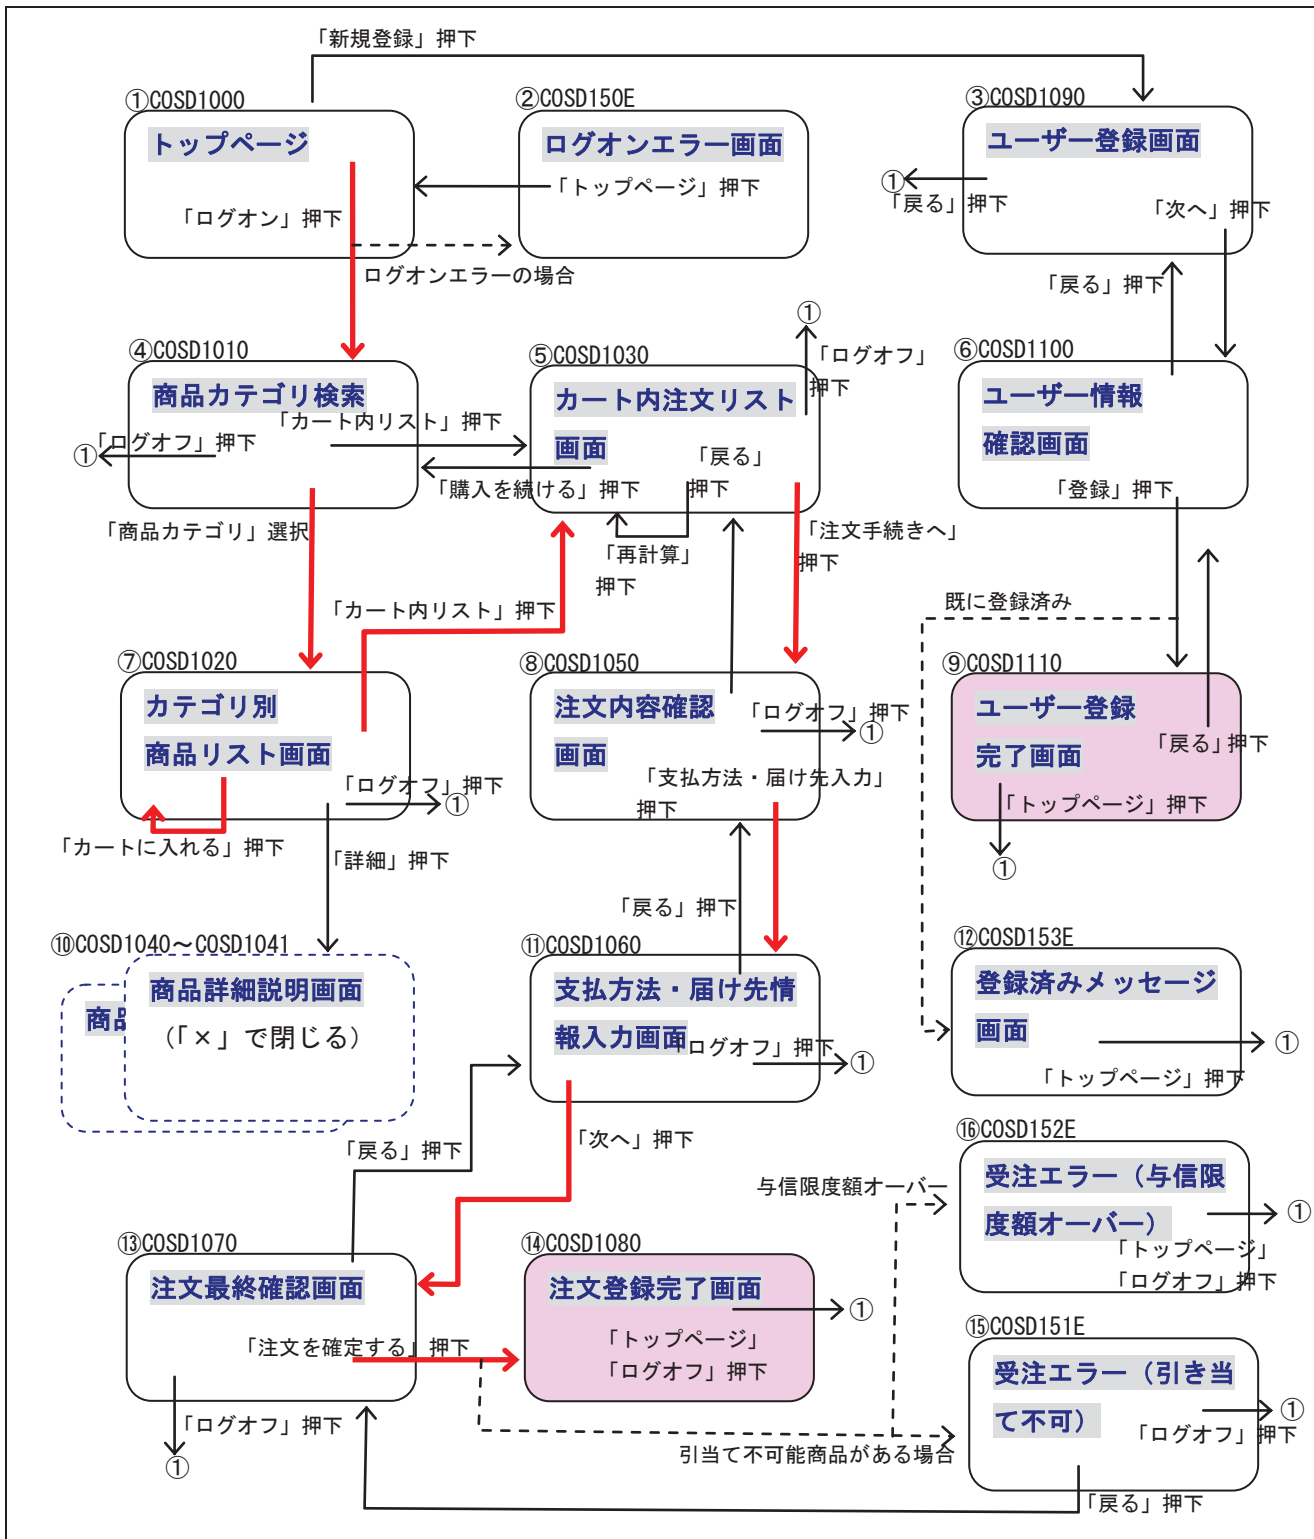 「新規登録」押下
①COSD1000
トップページ
「ログオン」押下
ログオンエラーの場合
②COSD150E
ログオンエラー画面
「トップページ」押下
③COSD1090
ユーザー登録画面
①
「戻る」押下
「次へ」押下
「戻る」押下
④COSD1010
商品カテゴリ検索
「カート内リスト」押下
①
「ログオフ」押下
「商品カテゴリ」選択
⑤COSD1030
カート内注文リスト
画面
①
「ログオフ」
押下
「戻る」
押下
「購入を続ける」押下
「再計算」
押下
「注文手続きへ」
押下
⑥COSD1100
ユーザー情報
確認画面
「登録」押下
既に登録済み
「カート内リスト」押下
⑦COSD1020
カテゴリ別
商品リスト画面
「ログオフ」押下
①
「カートに入れる」押下
「詳細」押下
⑧COSD1050
注文内容確認
画面
「ログオフ」押下
①
「支払方法・届け先入力」
押下
「戻る」押下
⑨COSD1110
ユーザー登録
完了画面
「戻る」押下
「トップページ」押下
①
⑩COSD1040～COSD1041
商品詳細説明画面
（「×」で閉じる）
商品
⑪COSD1060
支払方法・届け先情
報入力画面
「ログオフ」押下
①
⑫COSD153E
登録済みメッセージ
画面
①
「トップページ」押下
「戻る」押下
「次へ」押下
与信限度額オーバー
⑯COSD152E
受注エラー（与信限
度額オーバー）
①
「トップページ」
「ログオフ」押下
⑬COSD1070
注文最終確認画面
「注文を確定する」押下
「ログオフ」押下
①
⑭COSD1080
注文登録完了画面
①
「トップページ」
「ログオフ」押下
引当て不可能商品がある場合
⑮COSD151E
受注エラー（引き当
て不可）
①
「ログオフ」押下
「戻る」押下